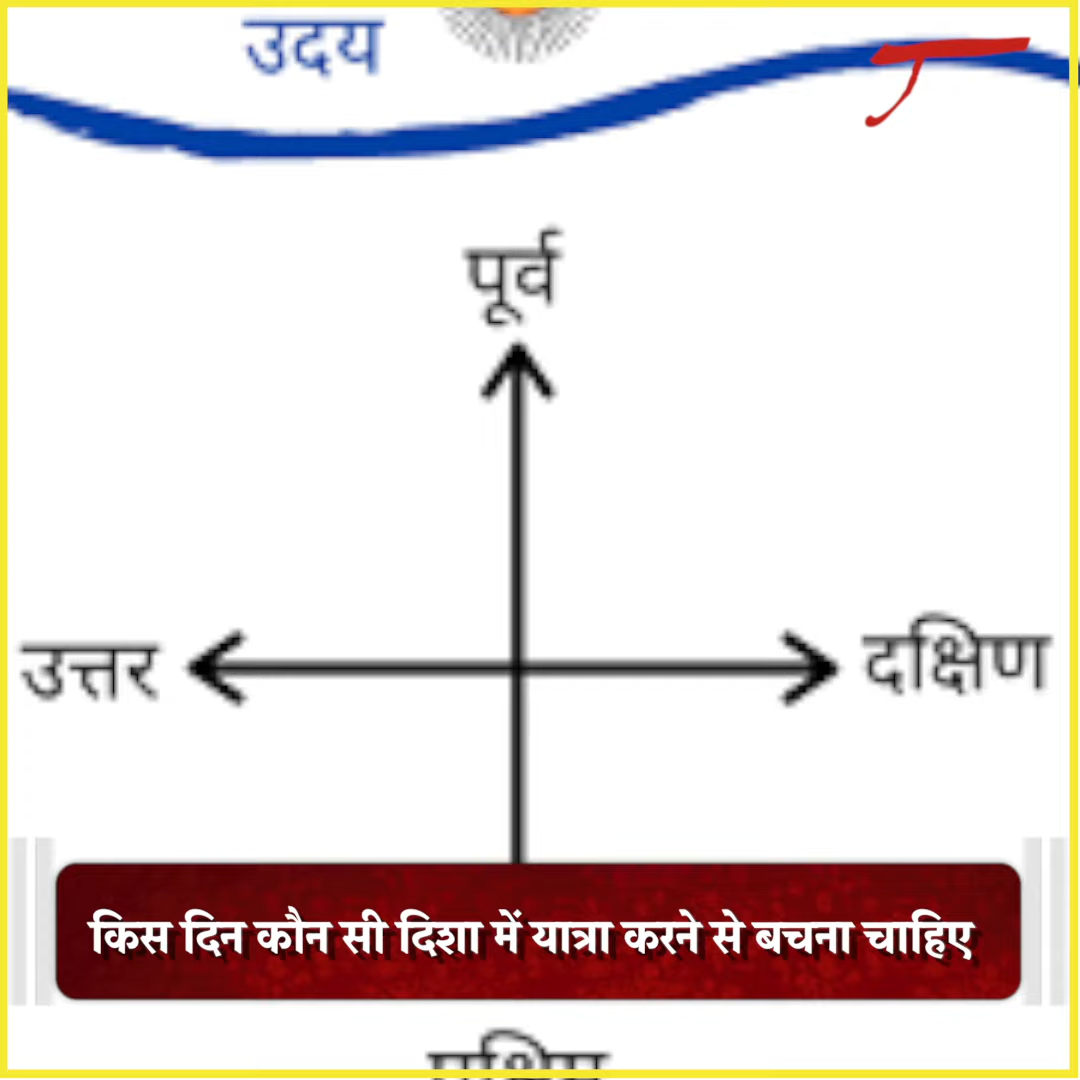 उदय
पूर्व
उत्तर
दक्षिण
किस दिन कौन सी दिशा में यात्रा करने से बचना चाहिए